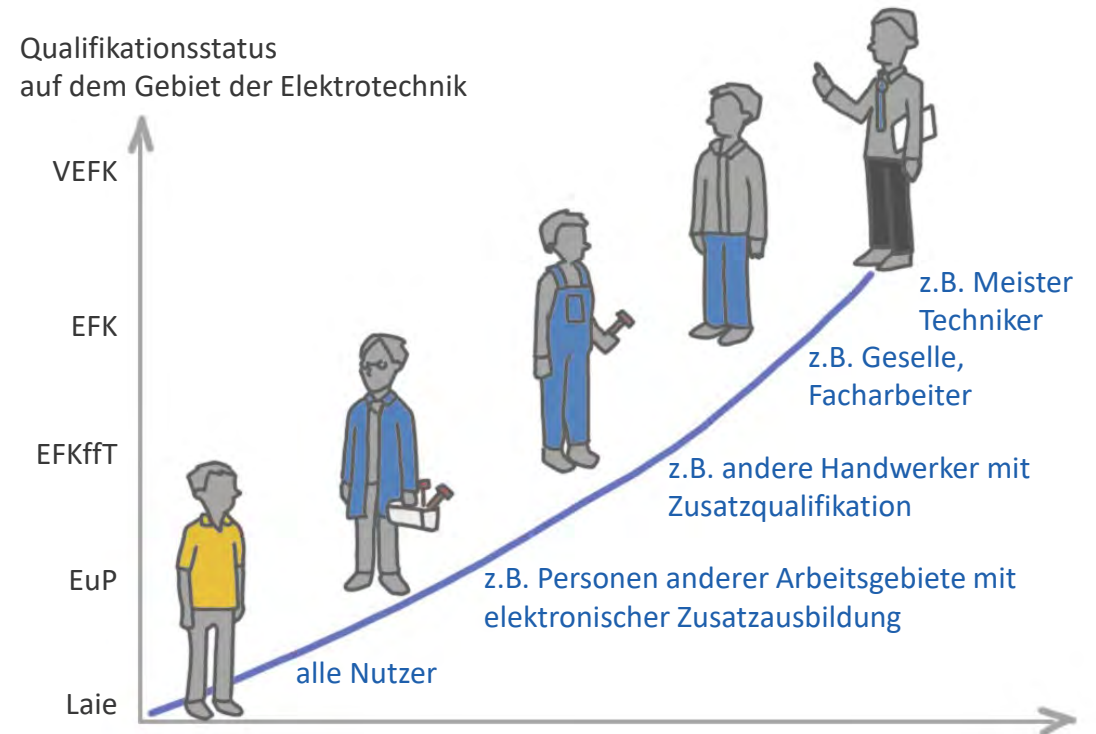 Qualifikationsstatus
auf dem Gebiet der Elektrotechnik
VEFK
EFK
EFKffT
EuP
Laie
z.B. Meister
Techniker
z.B. Geselle,
Facharbeiter
z.B. andere Handwerker mit
Zusatzqualifikation
z.B. Personen anderer Arbeitsgebiete mit
elektronischer Zusatzausbildung
alle Nutzer